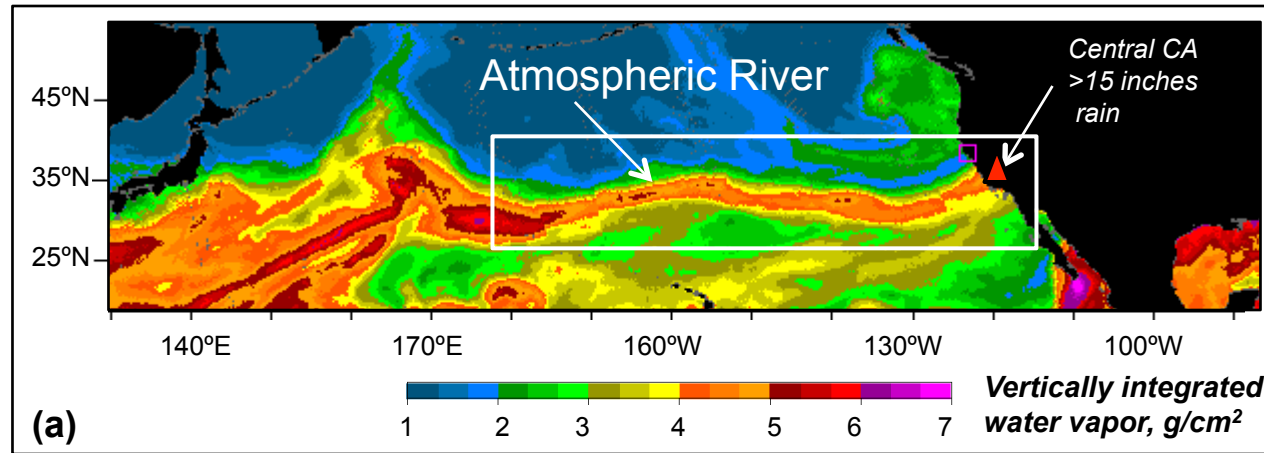 Atmospheric River
Central CA
>15 inches
rain
45ºN
35ºN
25ºN
140ºE 170ºE 160ºW 130ºW 100ºW
(a)
1 2 3 4 5 6 7
Vertically integrated
water vapor, g/cm²